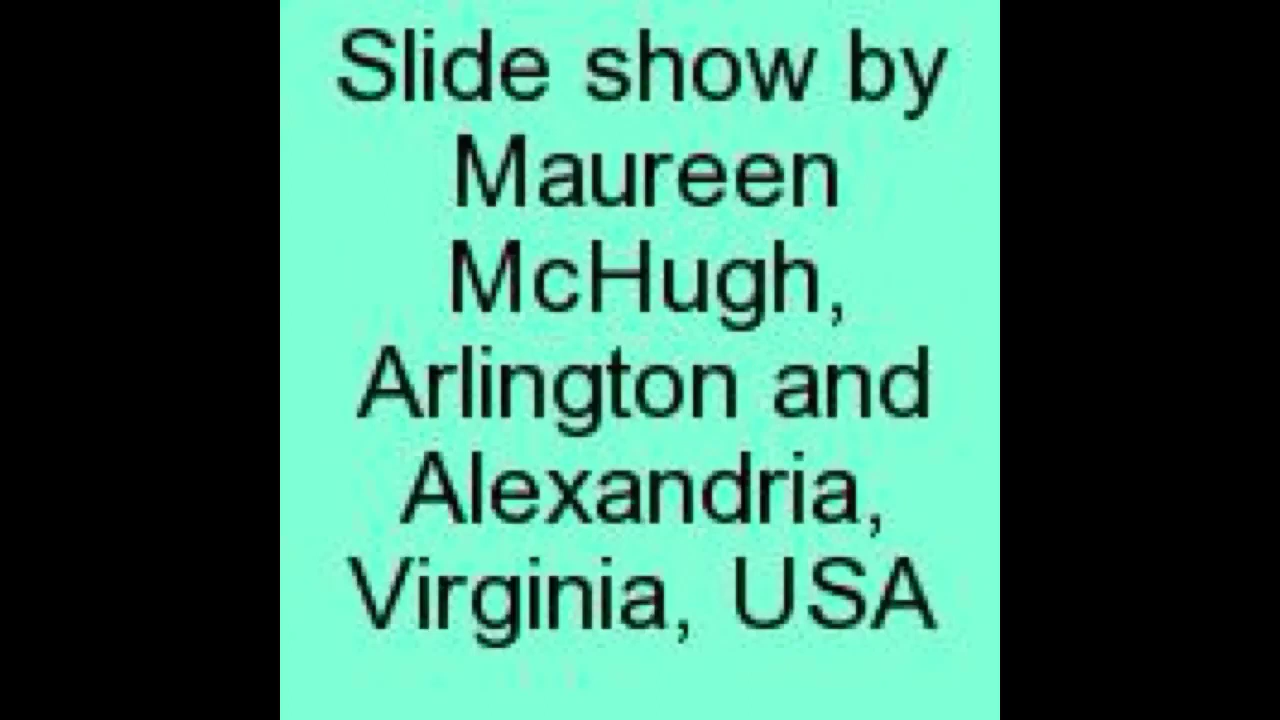 Slide show by
Maureen
McHugh,
Arlington and
Alexandria,
Virginia, USA